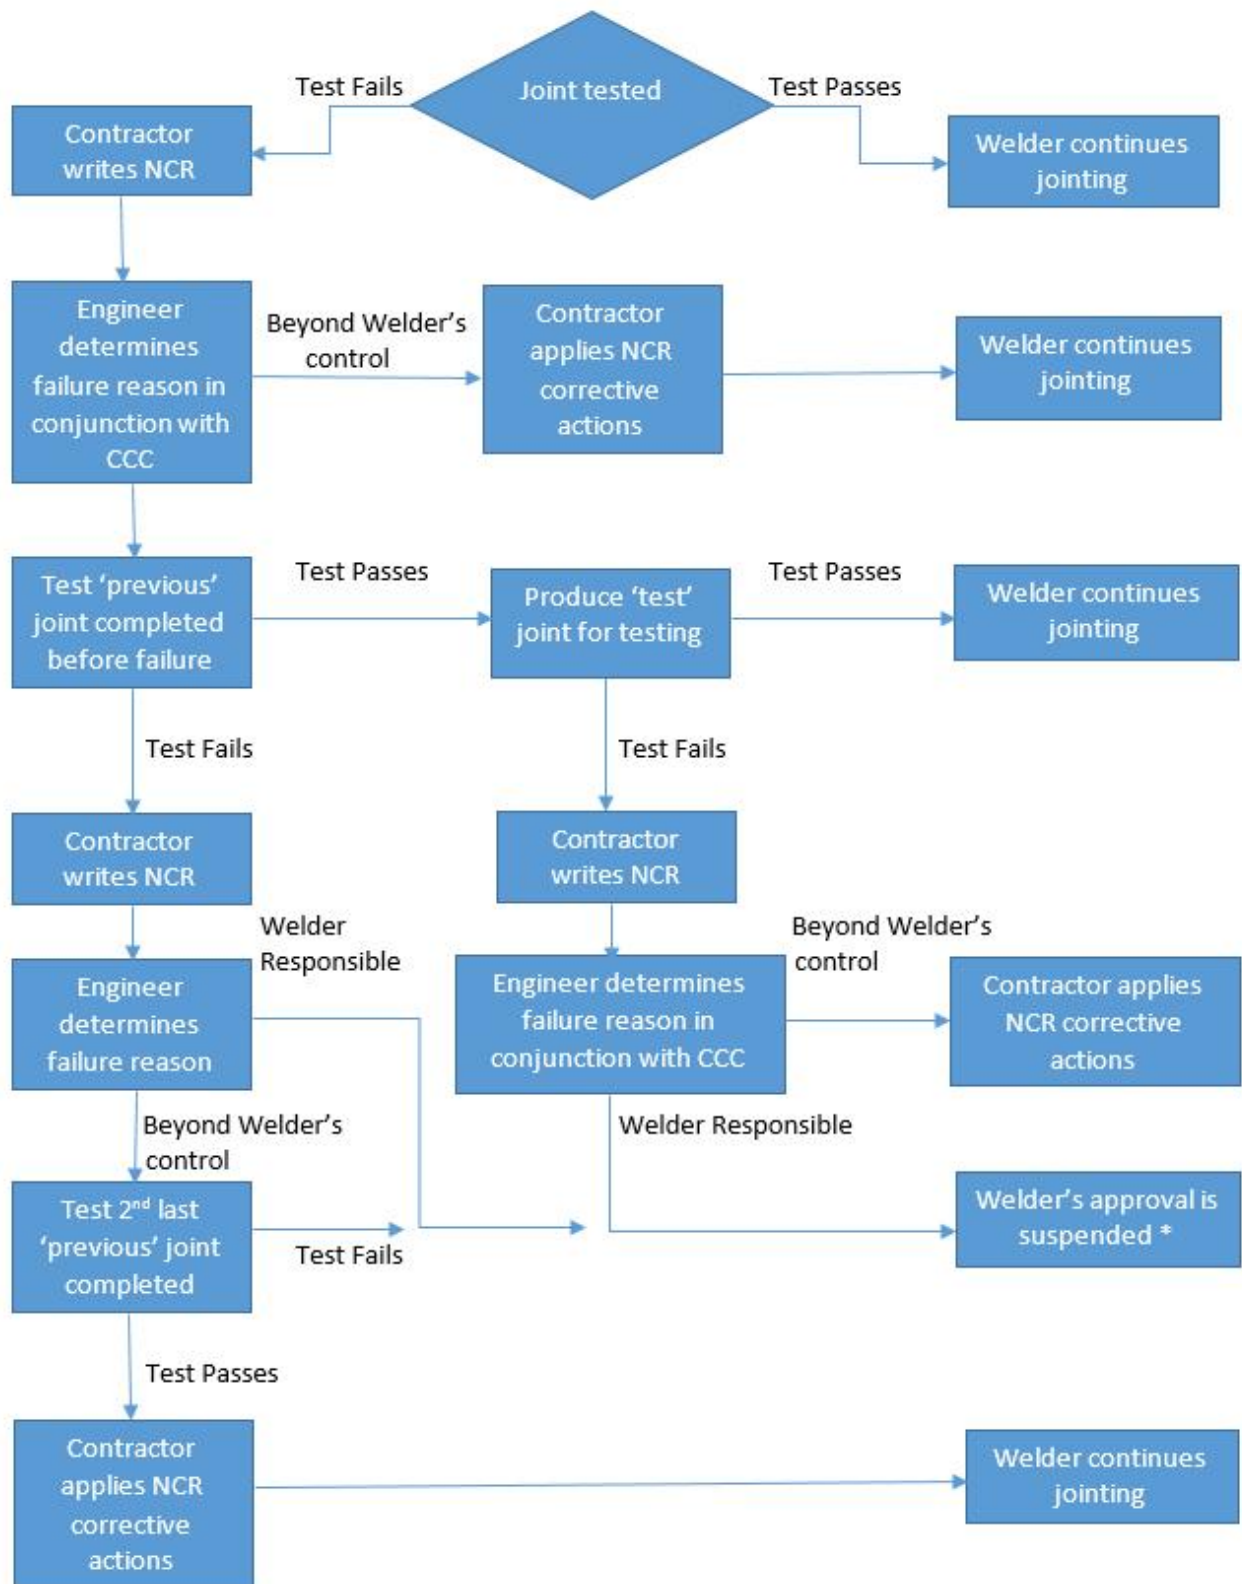 Joint tested
Test Fails
Test Passes
Contractor
writes NCR
Welder continues
jointing
Engineer
determines
failure reason in
conjunction with
CCC
Beyond Welder’s
control
Contractor
applies NCR
corrective
actions
Welder continues
jointing
Test ‘previous’
joint completed
before failure
Test Passes
Produce ‘test’
joint for testing
Test Passes
Welder continues
jointing
Test Fails
Test Fails
Contractor
writes NCR
Contractor
writes NCR
Welder
Responsible
Beyond Welder’s
control
Engineer
determines
failure reason
Engineer determines
failure reason in
conjunction with CCC
Contractor applies
NCR corrective
actions
Beyond Welder’s
control
Welder Responsible
Test 2nd last
‘previous’ joint
completed
Test Fails
Welder’s approval is
suspended *
Test Passes
Contractor
applies NCR
corrective
actions
Welder continues
jointing